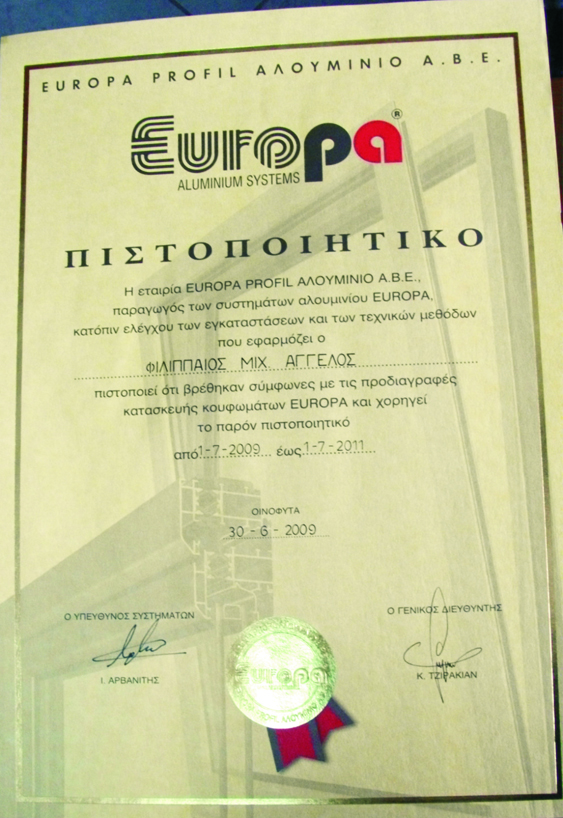 EUROPA PROFIL ΑΛΟΥΜΙΝΙΟ Α.Β.Ε.
Europa®
ALUMINIUM SYSTEMS
ΠΙΣΤΟΠΟΙΗΤΙΚΟ
Η εταιρία EUROPA PROFIL ΑΛΟΥΜΙΝΙΟ Α.Β.Ε.,
παραγωγός των συστημάτων αλουμινίου EUROPA,
κατόπιν ελέγχου των εγκαταστάσεων και των τεχνικών μεθόδων
που εφαρμόζει ο
ΦΙΛΙΠΠΑΙΟΣ ΜΙΧ. ΑΓΓΕΛΟΣ
πιστοποιεί ότι βρέθηκαν σύμφωνες με τις προδιαγραφές
κατασκευής κουφωμάτων EUROPA και χορηγεί
το παρόν πιστοποιητικό
από 1-7-2009 έως 1-7-2011
ΟΙΝΟΦΥΤΑ
30 - 6 - 2009
Ο ΥΠΕΥΘΥΝΟΣ ΣΥΣΤΗΜΑΤΩΝ
Ι. ΑΡΒΑΝΙΤΗΣ
Ο ΓΕΝΙΚΟΣ ΔΙΕΥΘΥΝΤΗΣ
Κ. ΤΖΙΡΑΚΙΑΝ
Europa